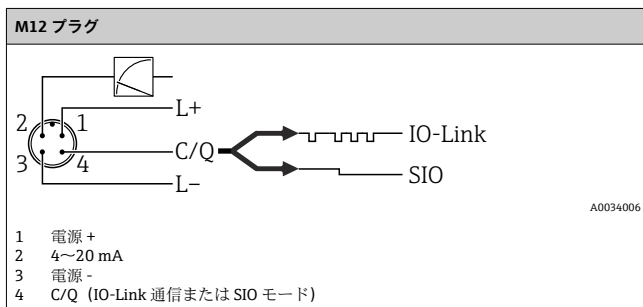 M12 プラグ
L+
2 1
C/Q
IO-Link
3 4
SIO
L–
A0034006
1 電源 +
2 4～20 mA
3 電源 -
4 C/Q（IO-Link 通信または SIO モード）